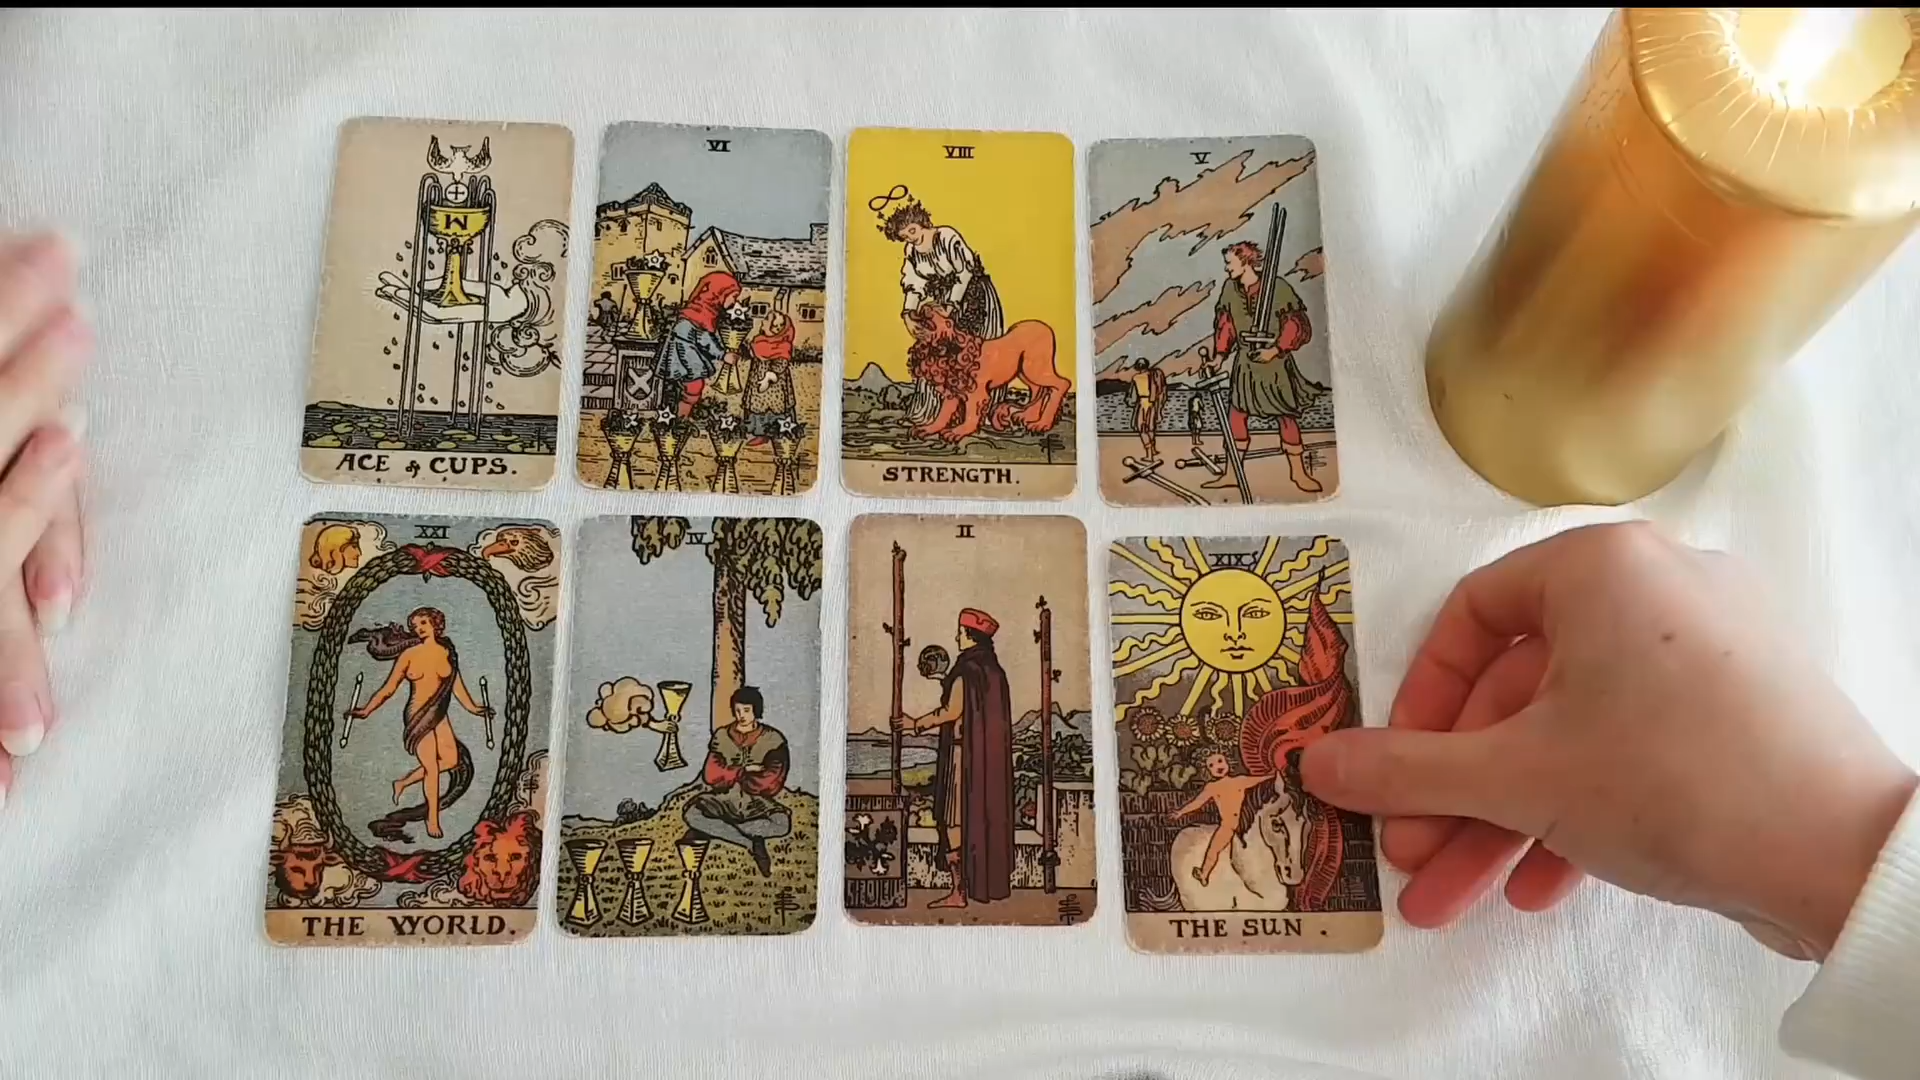 VI
VIII
V
W
ACE of CUPS.
STRENGTH.
XXI
IV
II
XIX
THE WORLD.
THE SUN .